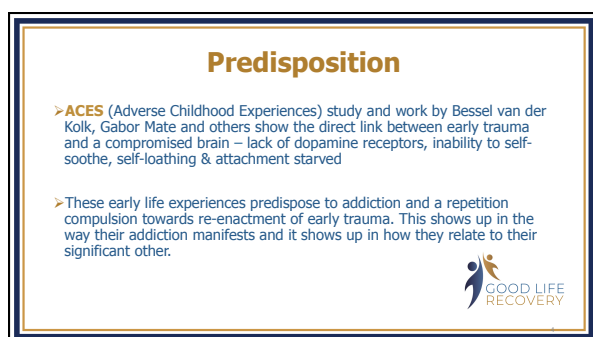 Predisposition
➢ACES (Adverse Childhood Experiences) study and work by Bessel van der
Kolk, Gabor Mate and others show the direct link between early trauma
and a compromised brain – lack of dopamine receptors, inability to self-
soothe, self-loathing & attachment starved
➢These early life experiences predispose to addiction and a repetition
compulsion towards re-enactment of early trauma. This shows up in the
way their addiction manifests and it shows up in how they relate to their
significant other.
GOOD LIFE
RECOVERY
4